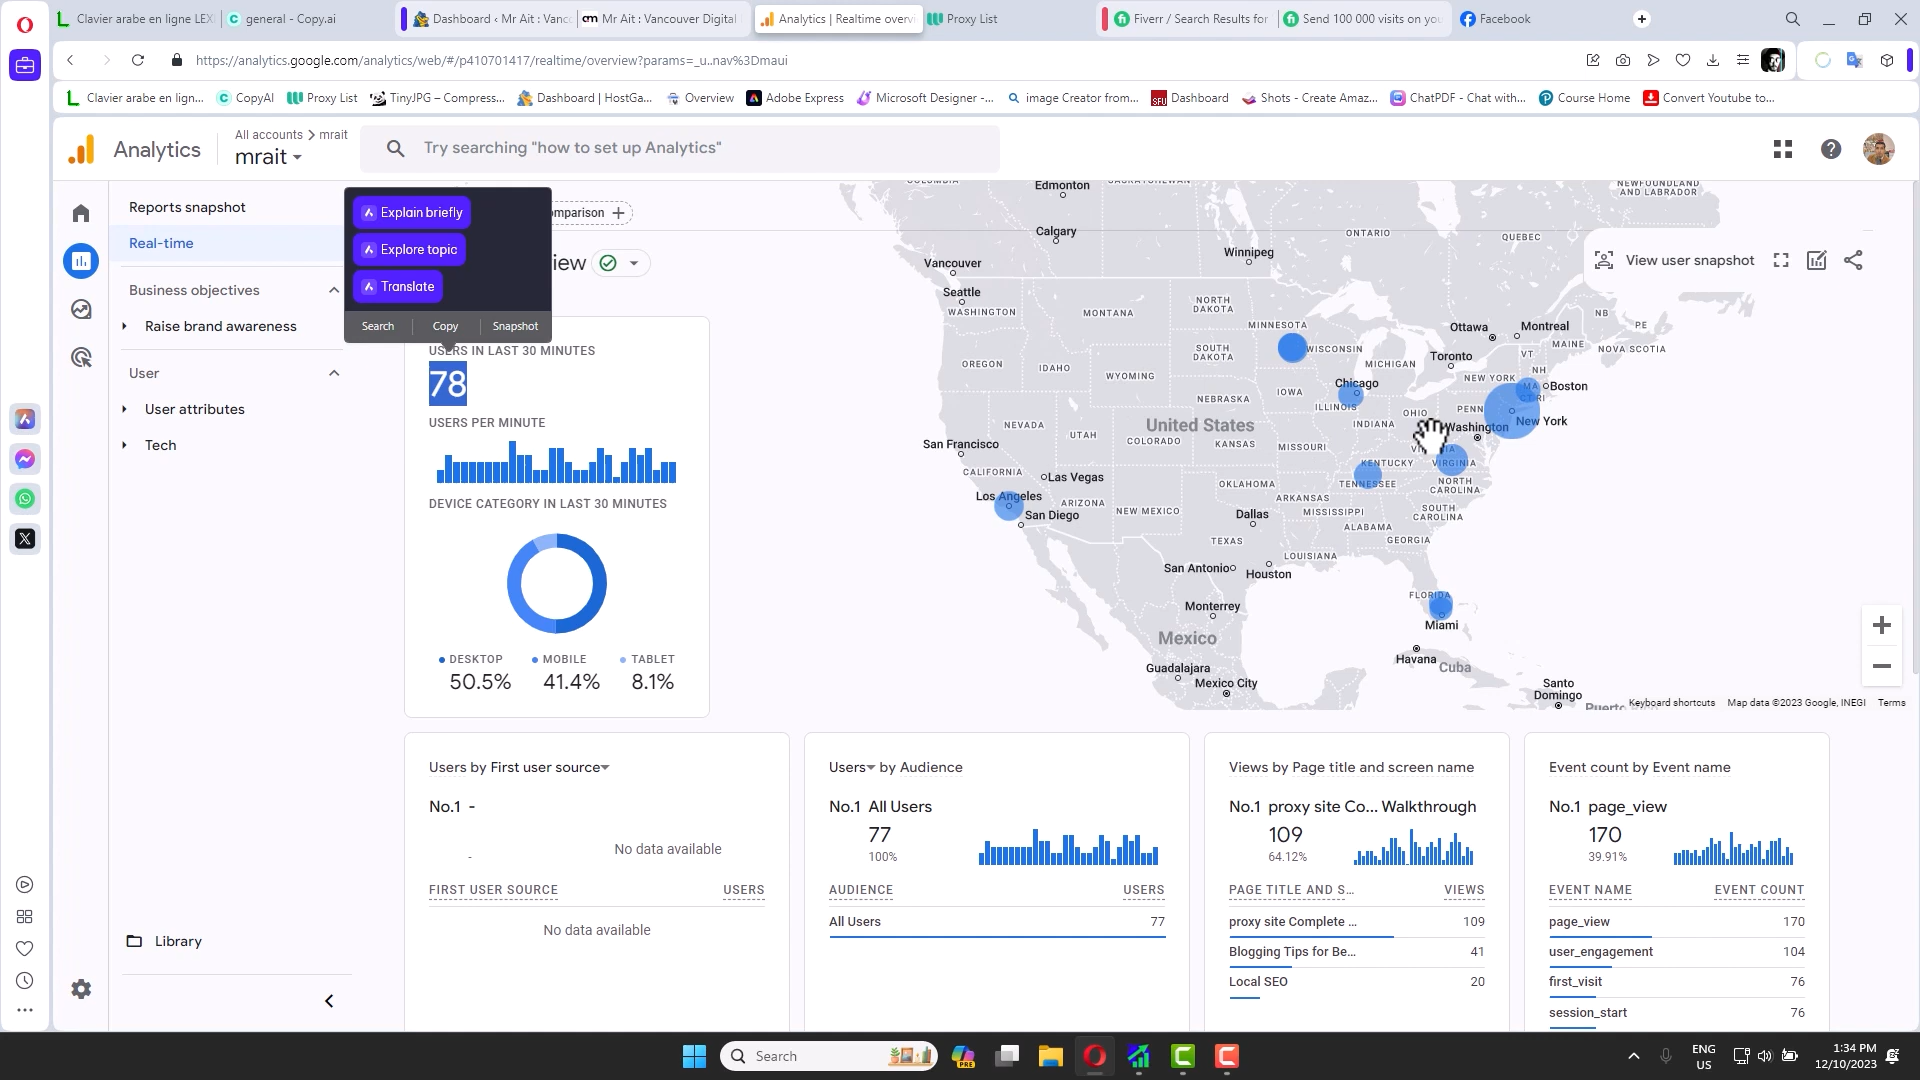 Clavier arabe en ligne LEX
general - Copy.ai
Dashboard ‹ Mr Ait : Vanco
Mr Ait : Vancouver Digital
Analytics | Realtime overvi
Proxy List
Fiverr / Search Results for
Send 100 000 visits on you
Facebook
https://analytics.google.com/analytics/web/#/p410701417/realtime/overview?params=_u..nav%3Dmaui
Clavier arabe en lign...
CopyAI
Proxy List
TinyJPG – Compress...
Dashboard | HostGa...
Overview
Adobe Express
Microsoft Designer -...
image Creator from...
Dashboard
Shots - Create Amaz...
ChatPDF - Chat with...
Course Home
Convert Youtube to...
Analytics
All accounts > mrait
mrait
Try searching "how to set up Analytics"
Reports snapshot
Real-time
Business objectives
Raise brand awareness
User
User attributes
Tech
Library
Explain briefly
Explore topic
Translate
Search
Copy
Snapshot
omparison +
iew
View user snapshot
USERS IN LAST 30 MINUTES
78
USERS PER MINUTE
DEVICE CATEGORY IN LAST 30 MINUTES
DESKTOP
MOBILE
TABLET
50.5%
41.4%
8.1%
Edmonton
NEWFOUNDLAND
AND LABRADOR
Calgary
ONTARIO
QUEBEC
Winnipeg
Vancouver
Seattle
WASHINGTON
MONTANA
NORTH
DAKOTA
MINNESOTA
Ottawa
Montreal
NB
PE
MAINE
NOVA SCOTIA
SOUTH
DAKOTA
WISCONSIN
Toronto
VT
NH
OREGON
IDAHO
WYOMING
MICHIGAN
NEW YORK
MA
Boston
CT RI
Chicago
IOWA
NEBRASKA
ILLINOIS
PENN
OHIO
New York
INDIANA
Washington
NEVADA
UTAH
COLORADO
United States
KANSAS
MISSOURI
San Francisco
KENTUCKY
VIRGINIA
CALIFORNIA
Las Vegas
OKLAHOMA
TENNESSEE
NORTH
CAROLINA
Los Angeles
ARIZONA
NEW MEXICO
ARKANSAS
MISSISSIPPI
SOUTH
CAROLINA
San Diego
Dallas
ALABAMA
GEORGIA
TEXAS
LOUISIANA
San Antonio
Houston
FLORIDA
Miami
Monterrey
Mexico
Havana
Cuba
Guadalajara
Mexico City
Santo
Domingo
Keyboard shortcuts
Map data ©2023 Google, INEGI
Terms
Users by First user source
No.1 -
-
No data available
FIRST USER SOURCE
USERS
No data available
Users by Audience
No.1 All Users
77
100%
AUDIENCE
USERS
All Users
77
Views by Page title and screen name
No.1 proxy site Co... Walkthrough
109
64.12%
PAGE TITLE AND S...
VIEWS
proxy site Complete ...
109
Blogging Tips for Be...
41
Local SEO
20
Event count by Event name
No.1 page_view
170
39.91%
EVENT NAME
EVENT COUNT
page_view
170
user_engagement
104
first_visit
76
session_start
76
Search
PRE
ENG
US
1:34 PM
12/10/2023